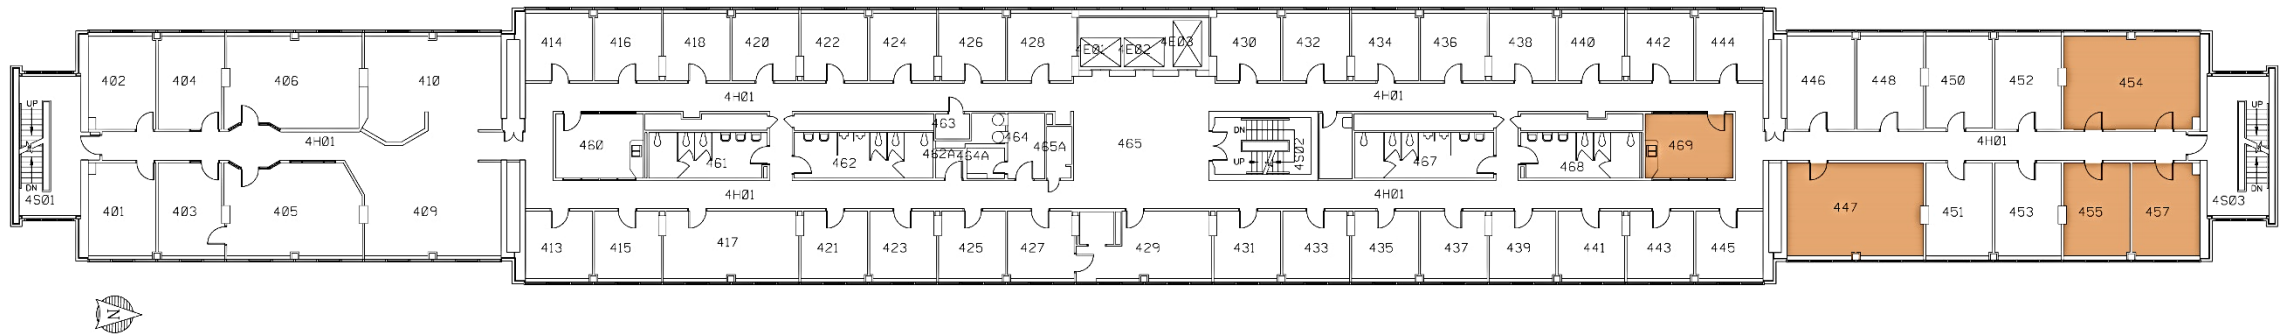 414 416 418 420 422 424 426 428 4E01 4E02 4E03 430 432 434 436 438 440 442 444
402 404 406 410 446 448 450 452 454
4H01 4H01
UP UP
463 464
DN
4H01 460 461 462 462A 464A 465A 465 4S02 467 468 469 4H01
UP
DN DN
4S01 4H01 4H01 4S03
401 403 405 409 447 451 453 455 457
413 415 417 421 423 425 427 429 431 433 435 437 439 441 443 445
N